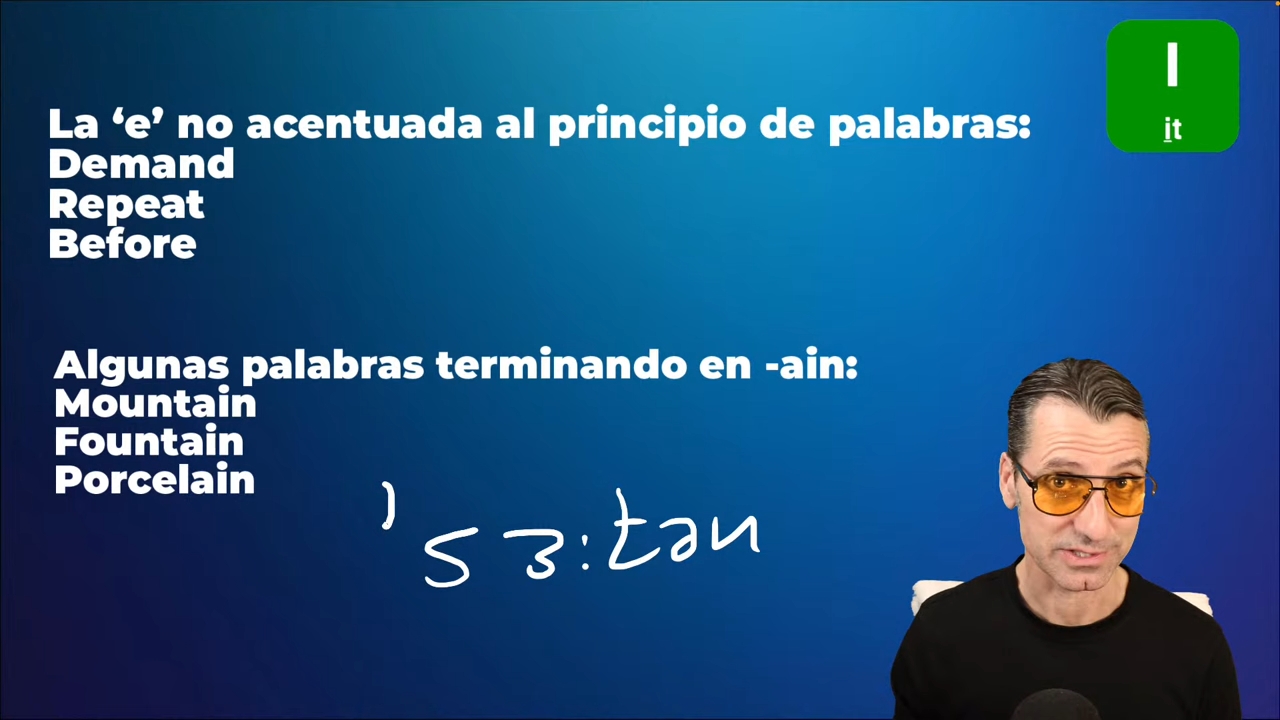 I
it
La ‘e’ no acentuada al principio de palabras:
Demand
Repeat
Before
Algunas palabras terminando en -ain:
Mountain
Fountain
Porcelain
ˈsɜːtən